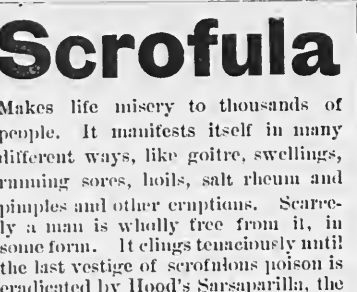 Scrofula
Makes life misery to thousands of
people. It manifests itself in many
different ways, like goitre, swellings,
running sores, boils, salt rheum and
pimples and other eruptions. Scarce-
ly a man is wholly free from it, in
some form. It clings tenaciously until
the last vestige of scrofulous poison is
eradicated by Hood's Sarsaparilla, the